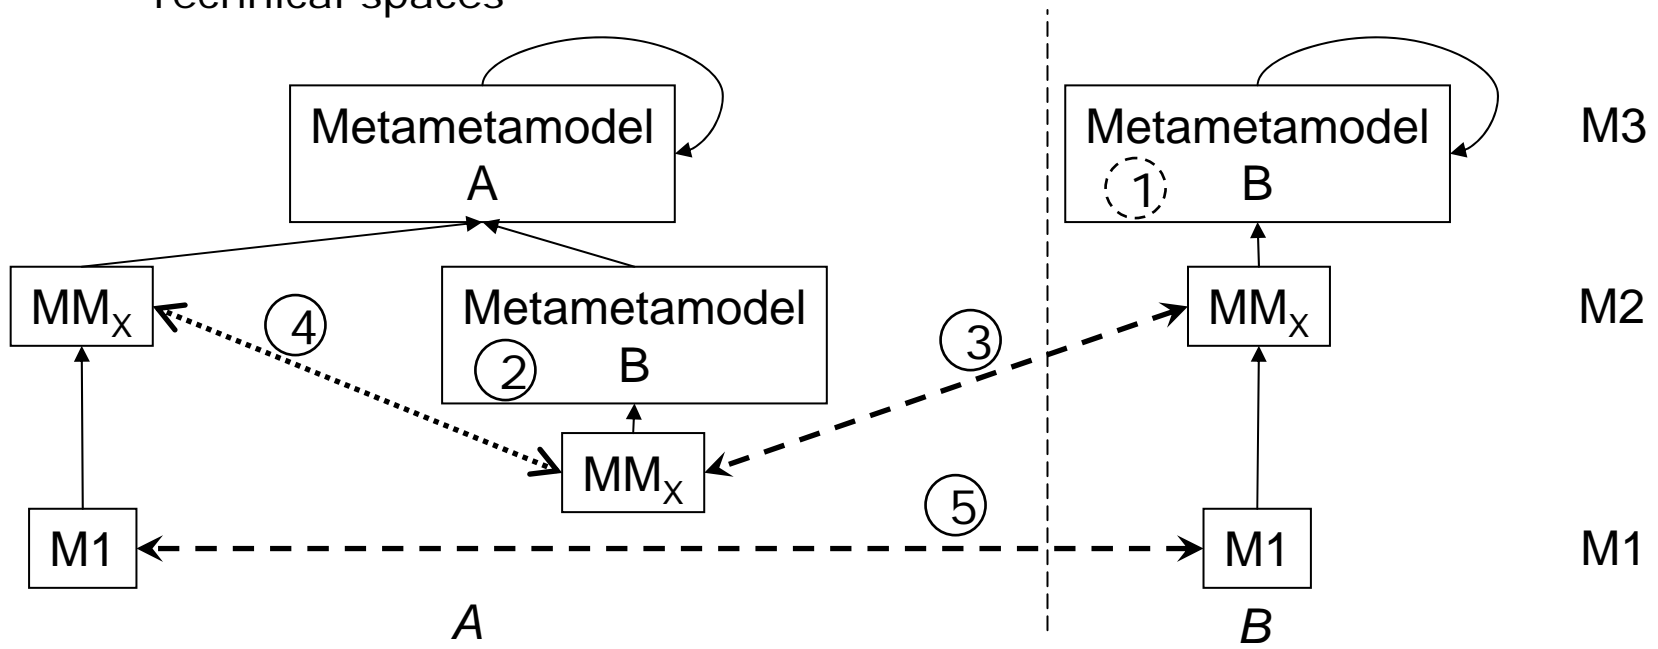 Technical spaces
Metametamodel
A
Metametamodel
1 B
M3
MMX
4
Metametamodel
2 B
3
MMX
M2
MMX
M1
5
M1
M1
A
B